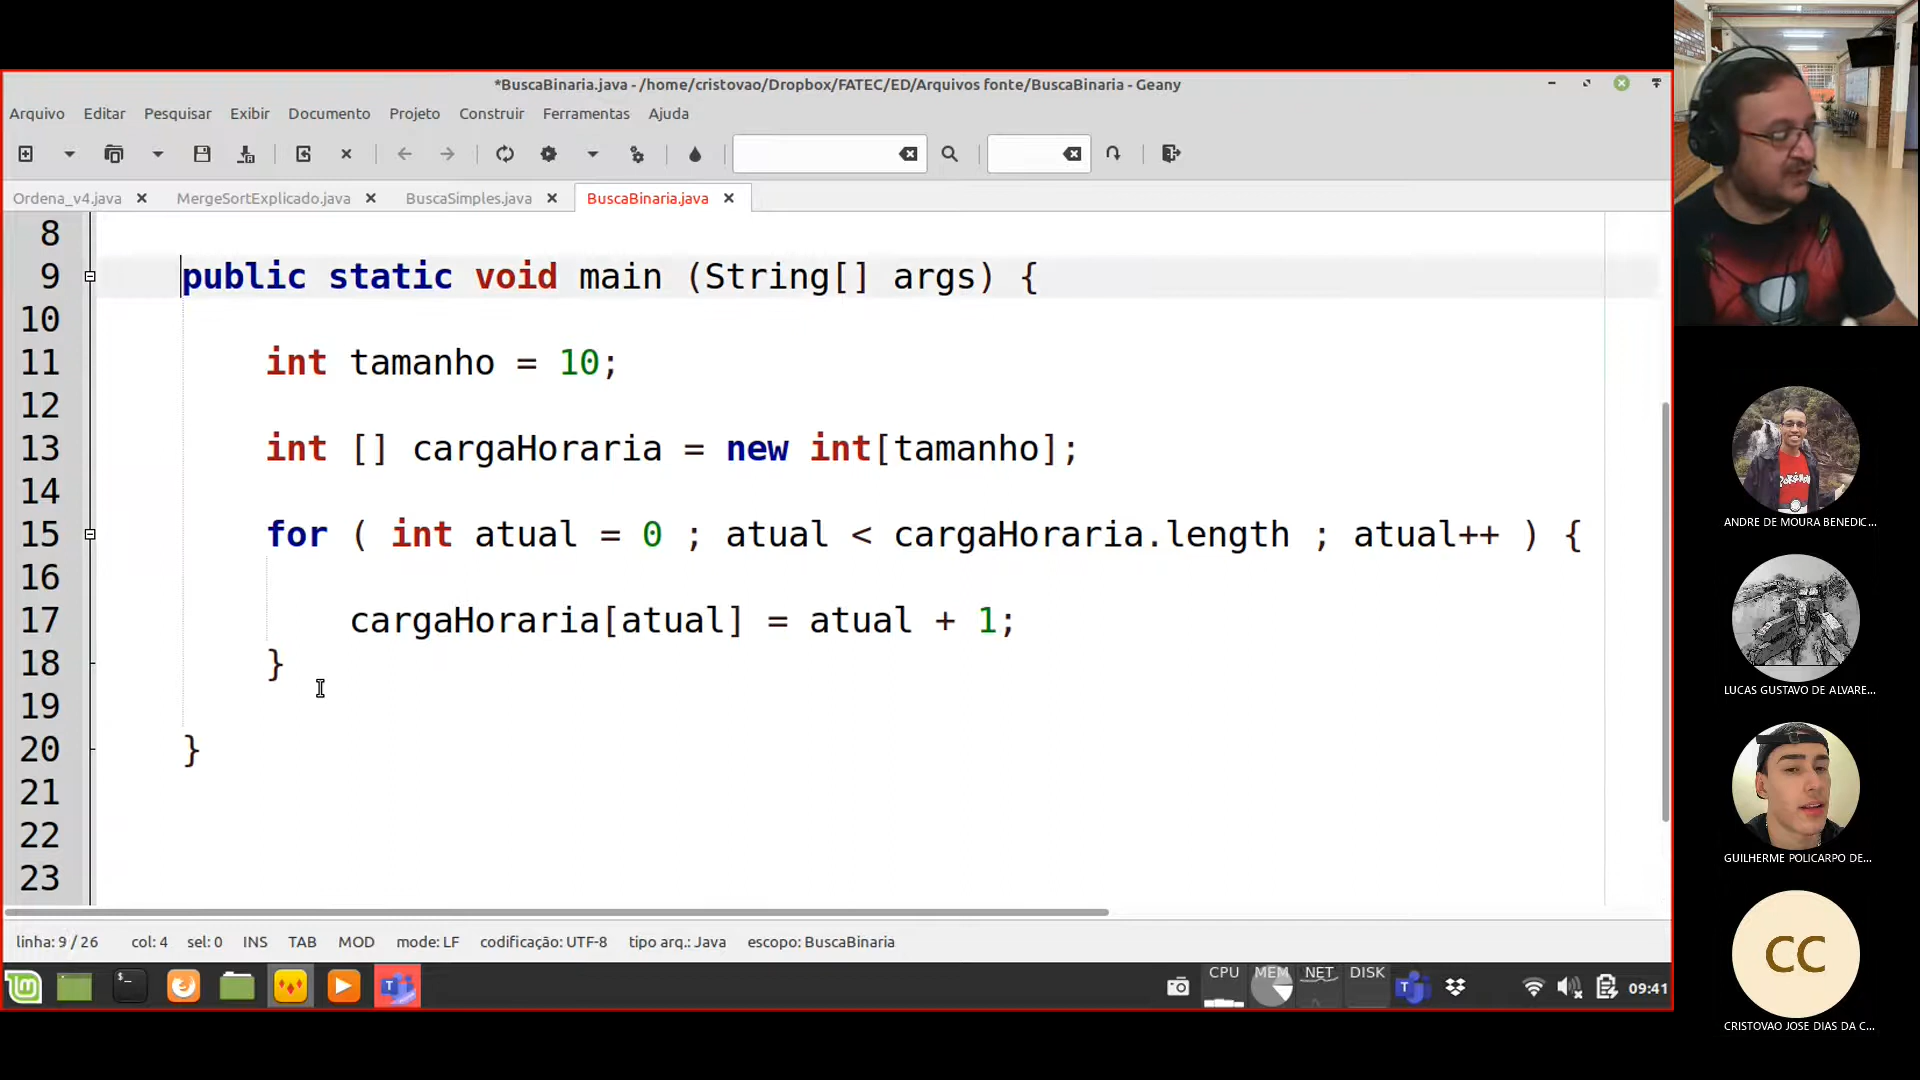 *BuscaBinaria.java - /home/cristovao/Dropbox/FATEC/ED/Arquivos fonte/BuscaBinaria - Geany
Arquivo Editar Pesquisar Exibir Documento Projeto Construir Ferramentas Ajuda
Ordena_v4.java MergeSortExplicado.java BuscaSimples.java BuscaBinaria.java
8
9 public static void main (String[] args) {
10
11 int tamanho = 10;
12
13 int [] cargaHoraria = new int[tamanho];
14
15 for ( int atual = 0 ; atual < cargaHoraria.length ; atual++ ) {
16
17 cargaHoraria[atual] = atual + 1;
18 }
19
20 }
21
22
23
linha: 9 / 26 col: 4 sel: 0 INS TAB MOD mode: LF codificação: UTF-8 tipo arq.: Java escopo: BuscaBinaria
CPU MEM NET DISK 09:41
ANDRE DE MOURA BENEDIC...
LUCAS GUSTAVO DE ALVARE...
GUILHERME POLICARPO DE...
CC
CRISTOVAO JOSE DIAS DA C...